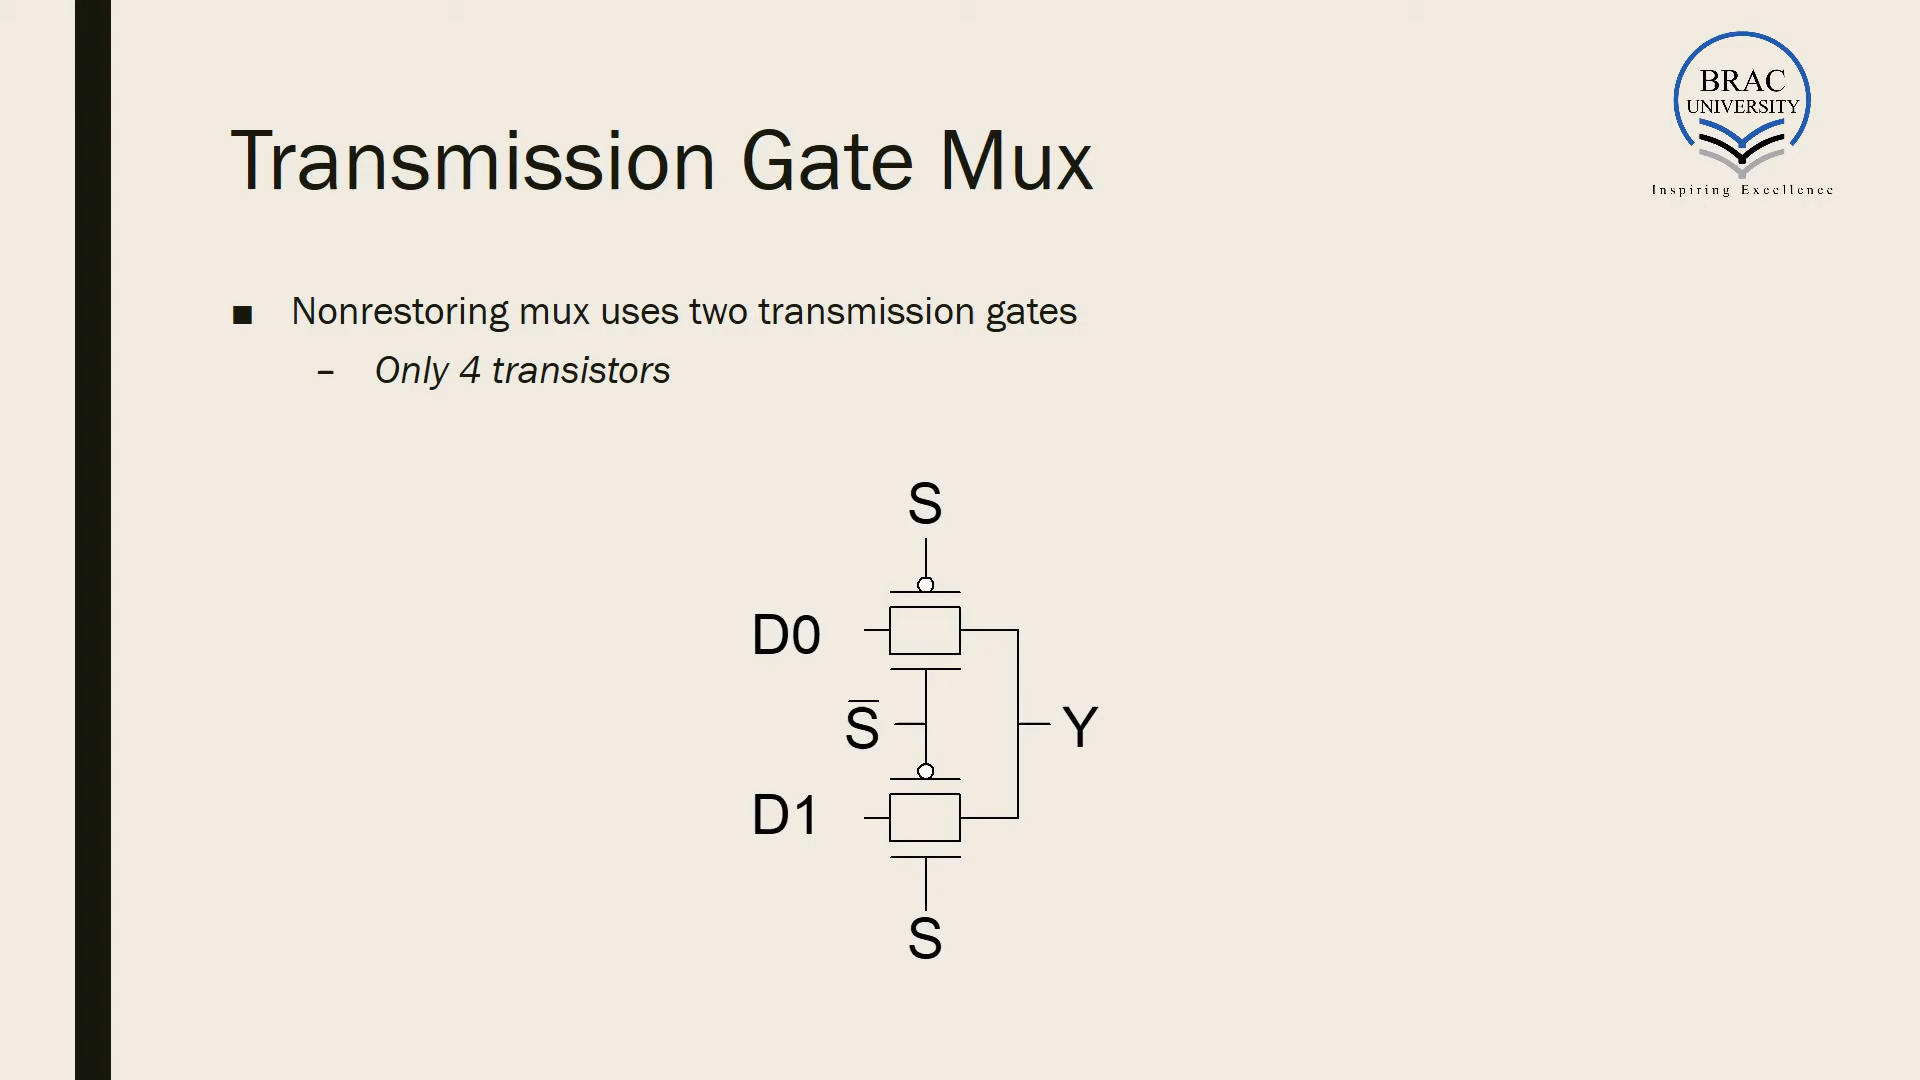 BRAC
UNIVERSITY
Inspiring Excellence
Transmission Gate Mux
■ Nonrestoring mux uses two transmission gates
– Only 4 transistors
S
D0
S̅
Y
D1
S